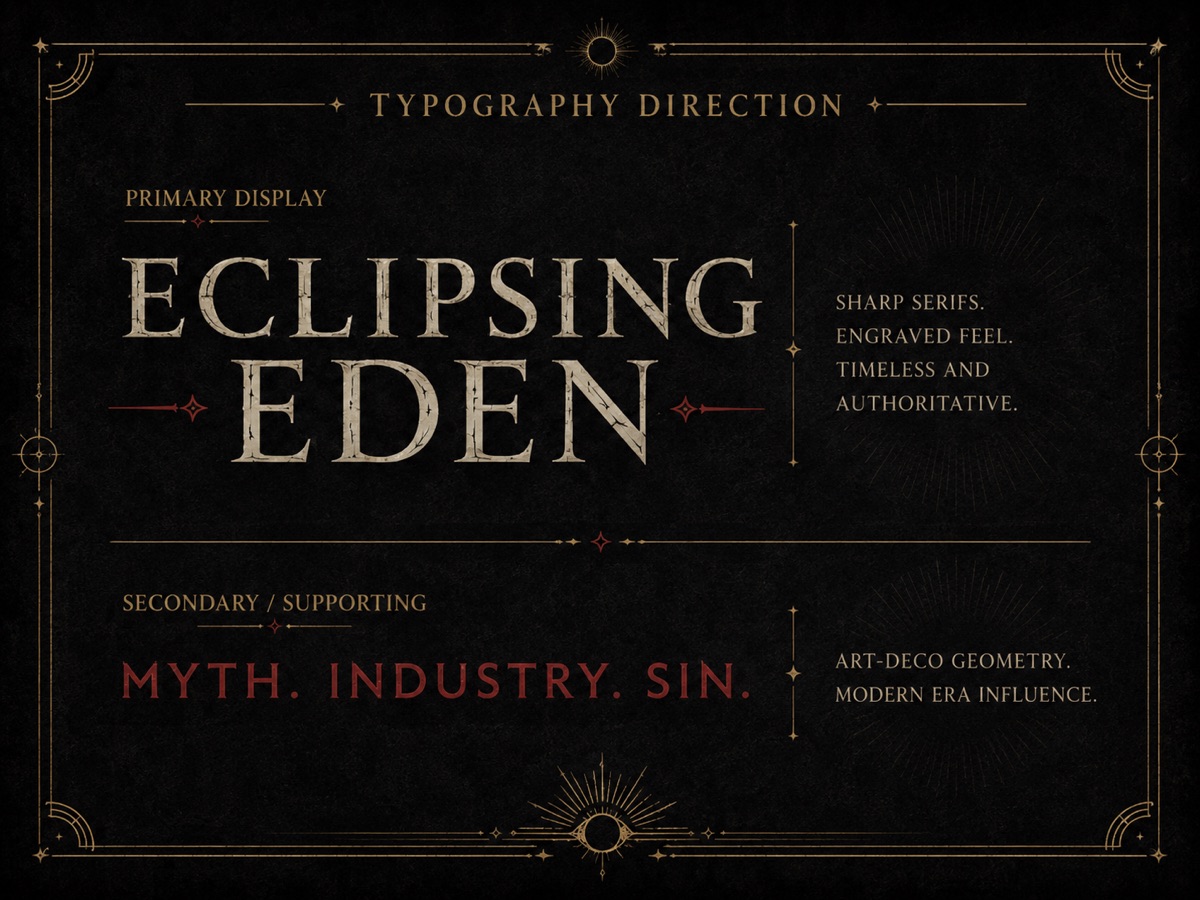 TYPOGRAPHY DIRECTION
PRIMARY DISPLAY
ECLIPSING
EDEN
SHARP SERIFS.
ENGRAVED FEEL.
TIMELESS AND
AUTHORITATIVE.
SECONDARY / SUPPORTING
MYTH. INDUSTRY. SIN.
ART-DECO GEOMETRY.
MODERN ERA INFLUENCE.